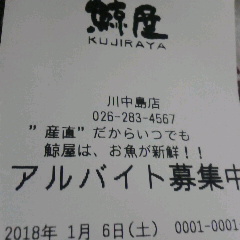 鯨屋
KUJIRAYA
川中島店
026-283-4567
"産直"だからいつでも
鯨屋は、お魚が新鮮!!
アルバイト募集中
2018年 1月 6日(土) 0001-0001